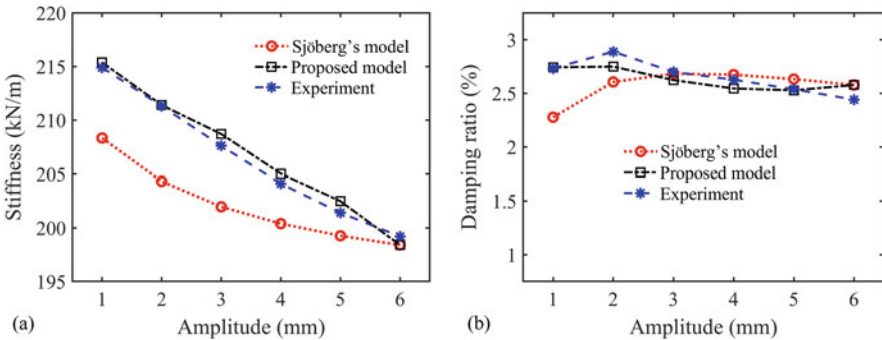 220
215
210
205
200
195
Stiffness (kN/m)
Sjöberg's model
Proposed model
Experiment
1 2 3 4 5 6
(a) Amplitude (mm)
3
2.5
2
1.5
1
Damping ratio (%)
Sjöberg's model
Proposed model
Experiment
1 2 3 4 5 6
(b) Amplitude (mm)